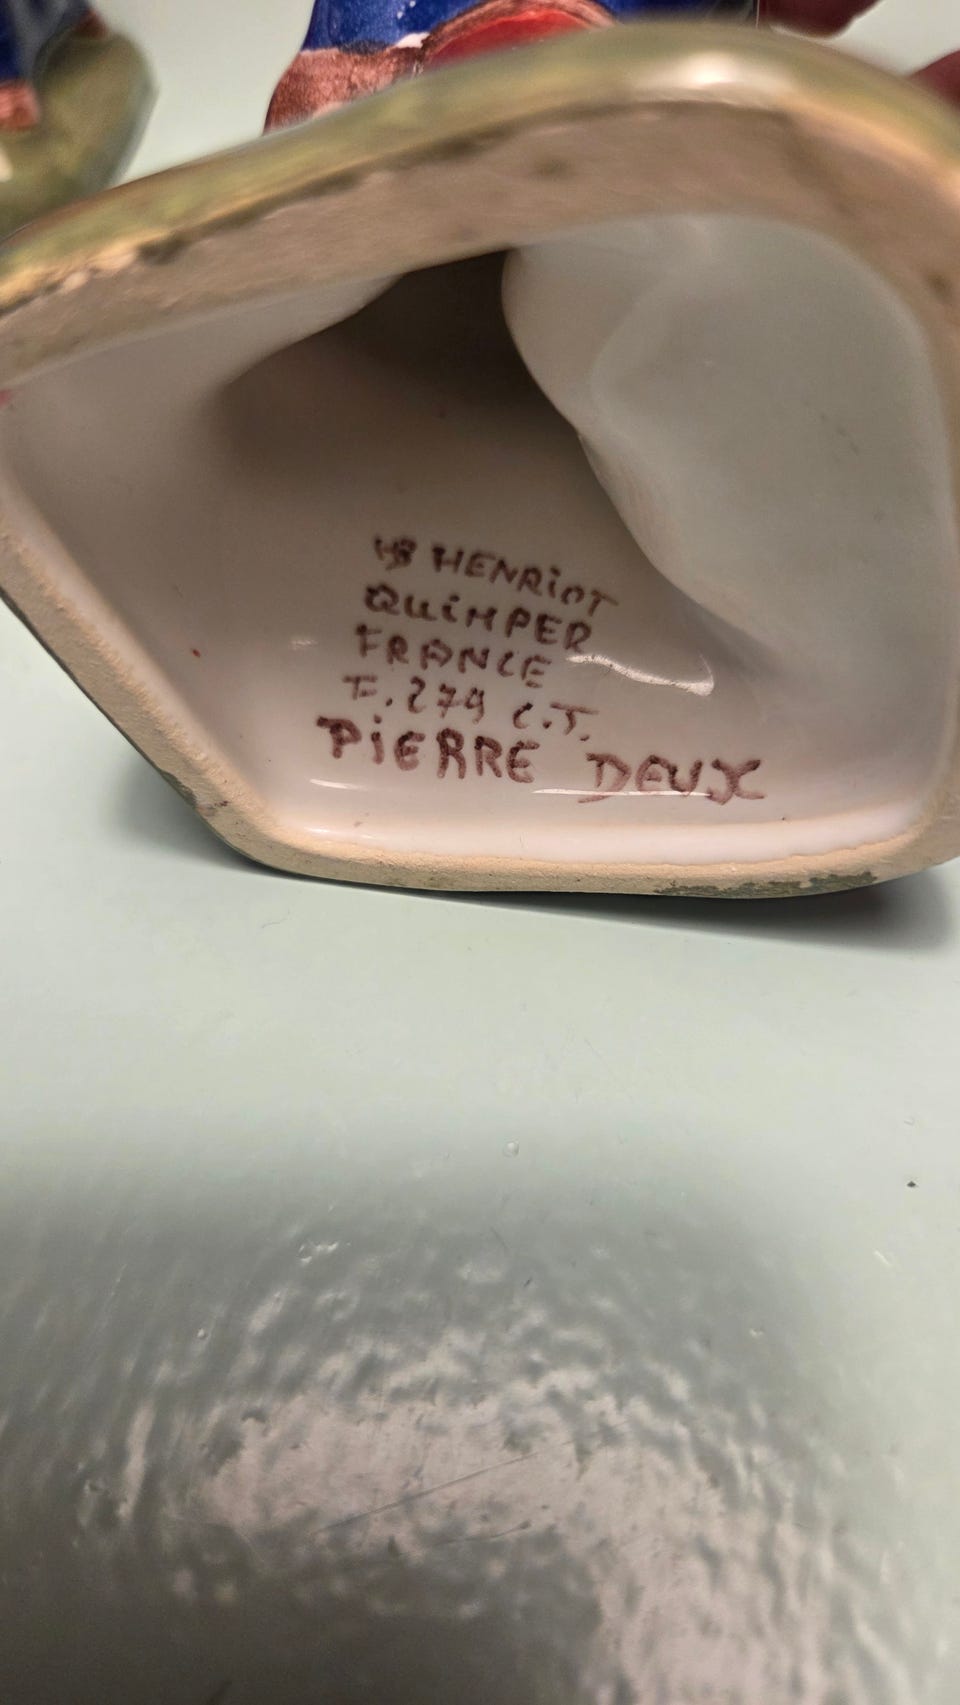 HB HENRiOT
QUiMPER
FRANCE
F. 279 C.T.
PiERRE DEUX